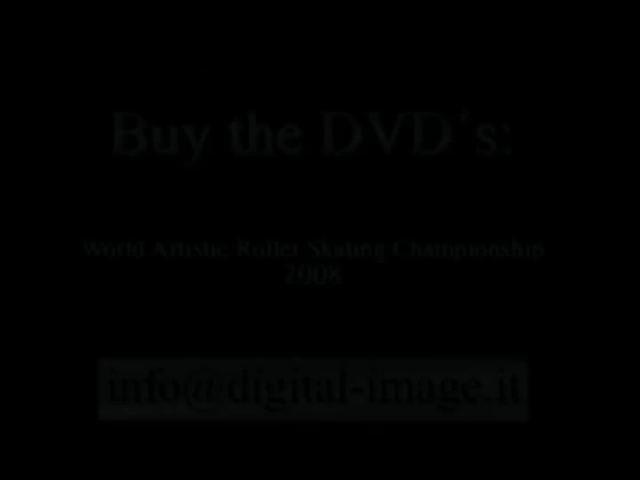 Buy the DVD´s:
World Artistic Roller Skating Championship
2008
info@digital-image.it